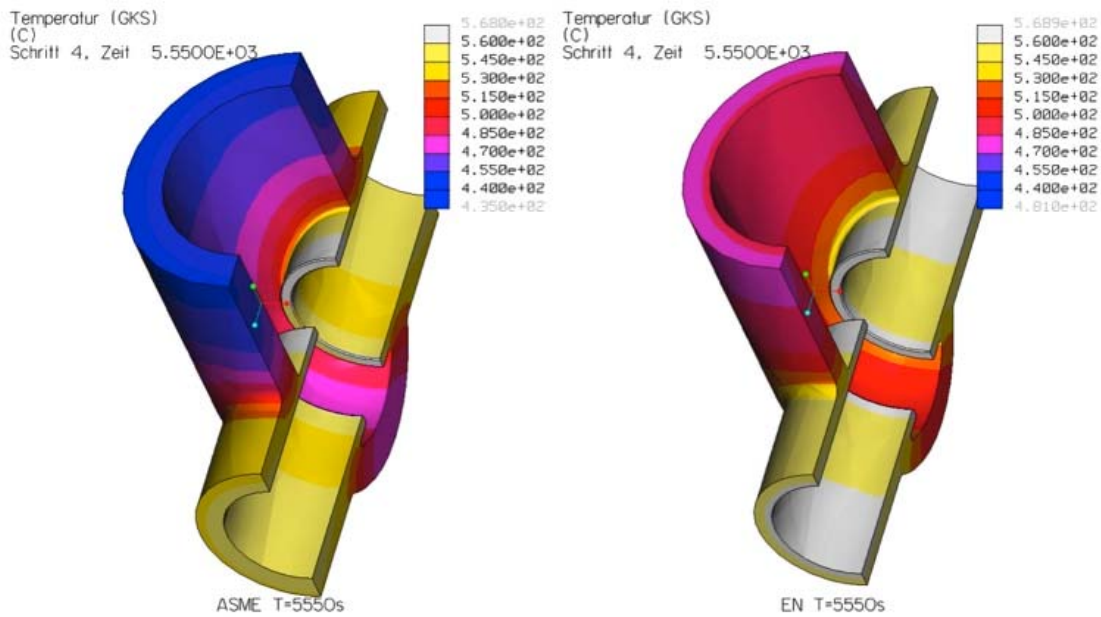 Temperatur (GKS)
(C)
Schritt 4, Zeit 5.5500E+03
5.680e+02
5.600e+02
5.450e+02
5.300e+02
5.150e+02
5.000e+02
4.850e+02
4.700e+02
4.550e+02
4.400e+02
4.350e+02
ASME T=5550s
Temperatur (GKS)
(C)
Schritt 4, Zeit 5.5500E+03
5.689e+02
5.600e+02
5.450e+02
5.300e+02
5.150e+02
5.000e+02
4.850e+02
4.700e+02
4.550e+02
4.400e+02
4.810e+02
EN T=5550s